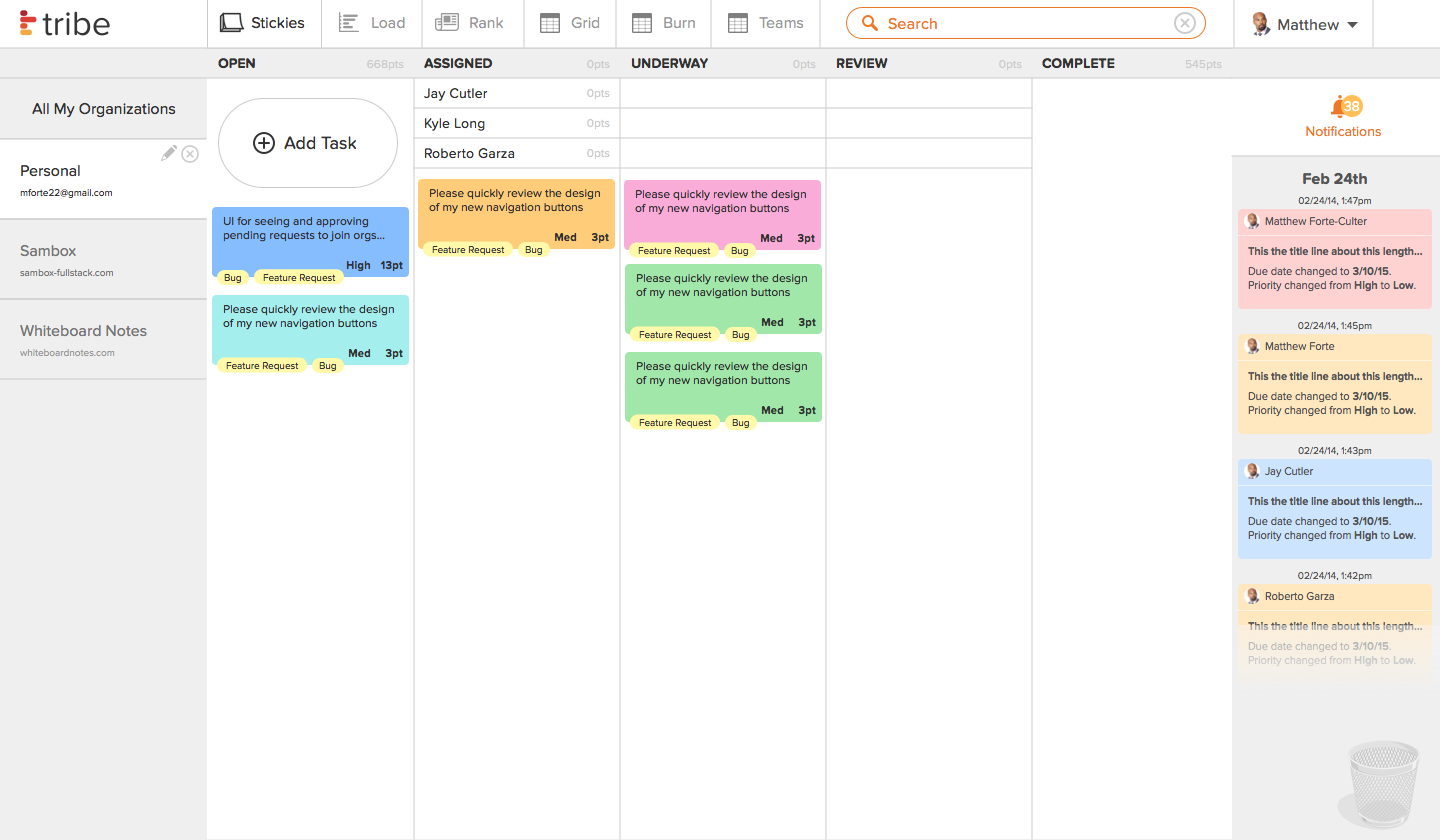 tribe
Stickies
Load
Rank
Grid
Burn
Teams
Search
Matthew
OPEN 668pts
ASSIGNED 0pts
UNDERWAY 0pts
REVIEW 0pts
COMPLETE 545pts
All My Organizations
Personal
mforte22@gmail.com
Sambox
sambox-fullstack.com
Whiteboard Notes
whiteboardnotes.com
Add Task
UI for seeing and approving
pending requests to join orgs...
High 13pt
Bug Feature Request
Please quickly review the design
of my new navigation buttons
Med 3pt
Feature Request Bug
Jay Cutler 0pts
Kyle Long 0pts
Roberto Garza 0pts
Please quickly review the design
of my new navigation buttons
Med 3pt
Feature Request Bug
Please quickly review the design
of my new navigation buttons
Med 3pt
Feature Request Bug
Please quickly review the design
of my new navigation buttons
Med 3pt
Feature Request Bug
Please quickly review the design
of my new navigation buttons
Med 3pt
Feature Request Bug
38
Notifications
Feb 24th
02/24/14, 1:47pm
Matthew Forte-Culter
This the title line about this length...
Due date changed to 3/10/15.
Priority changed from High to Low.
02/24/14, 1:45pm
Matthew Forte
This the title line about this length...
Due date changed to 3/10/15.
Priority changed from High to Low.
02/24/14, 1:43pm
Jay Cutler
This the title line about this length...
Due date changed to 3/10/15.
Priority changed from High to Low.
02/24/14, 1:42pm
Roberto Garza
This the title line about this length...
Due date changed to 3/10/15.
Priority changed from High to Low.